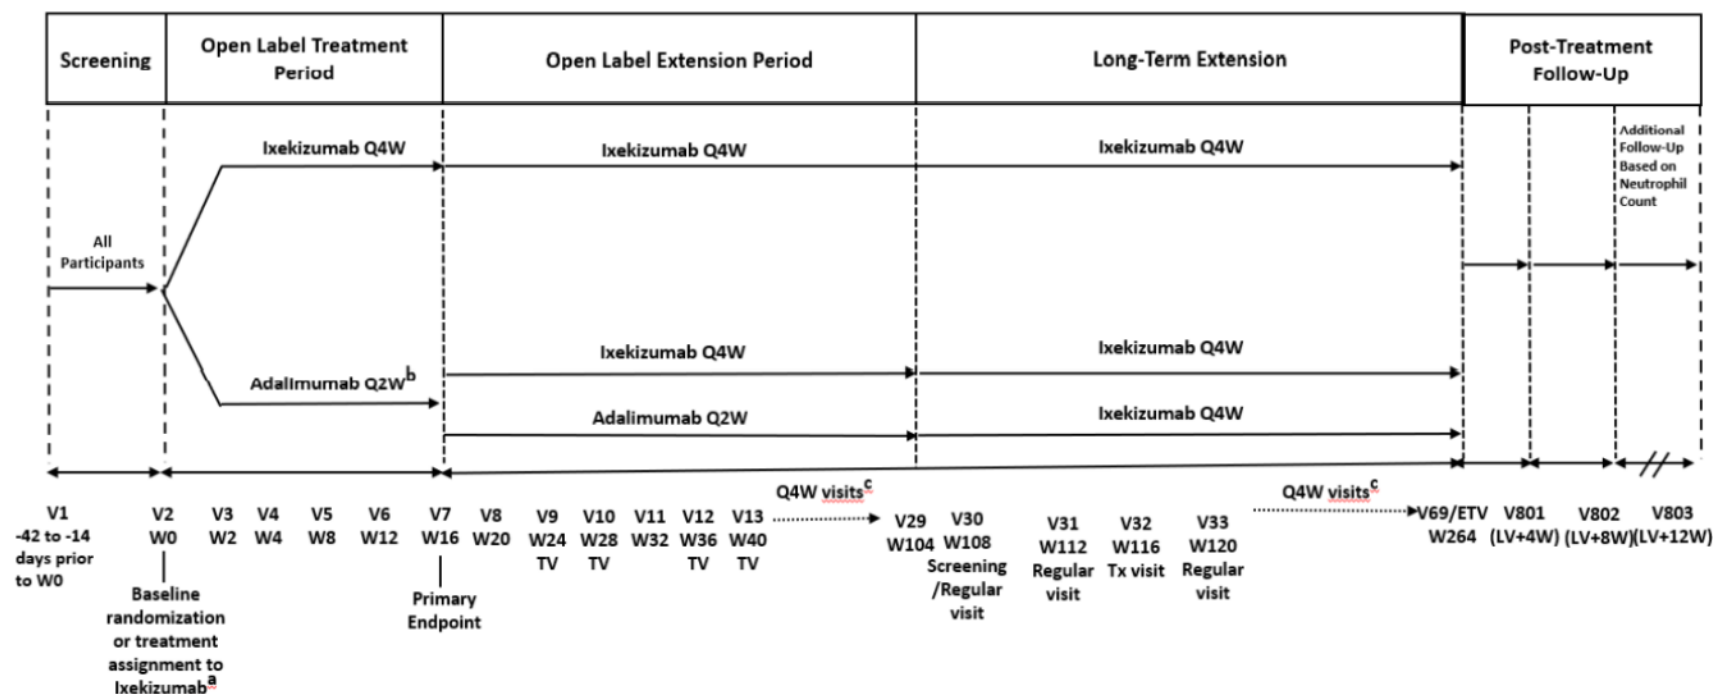 Screening
Open Label Treatment
Period
Open Label Extension Period
Long-Term Extension
Post-Treatment
Follow-Up
Additional
Follow-Up
Based on
Neutrophil
Count
Ixekizumab Q4W
Ixekizumab Q4W
Ixekizumab Q4W
All
Participants
Ixekizumab Q4W
Ixekizumab Q4W
Adalimumab Q2Wb
Adalimumab Q2W
Ixekizumab Q4W
Q4W visitsc
Q4W visitsc
V1
-42 to -14
days prior
to W0
V2
W0
Baseline
randomization
or treatment
assignment to
Ixekizumaba
V3
W2
V4
W4
V5
W8
V6
W12
V7
W16
Primary
Endpoint
V8
W20
V9
W24
TV
V10
W28
TV
V11
W32
V12
W36
TV
V13
W40
TV
V29
W104
V30
W108
Screening
/Regular
visit
V31
W112
Regular
visit
V32
W116
Tx visit
V33
W120
Regular
visit
V69/ETV
W264
V801
(LV+4W)
V802
(LV+8W)
V803
(LV+12W)